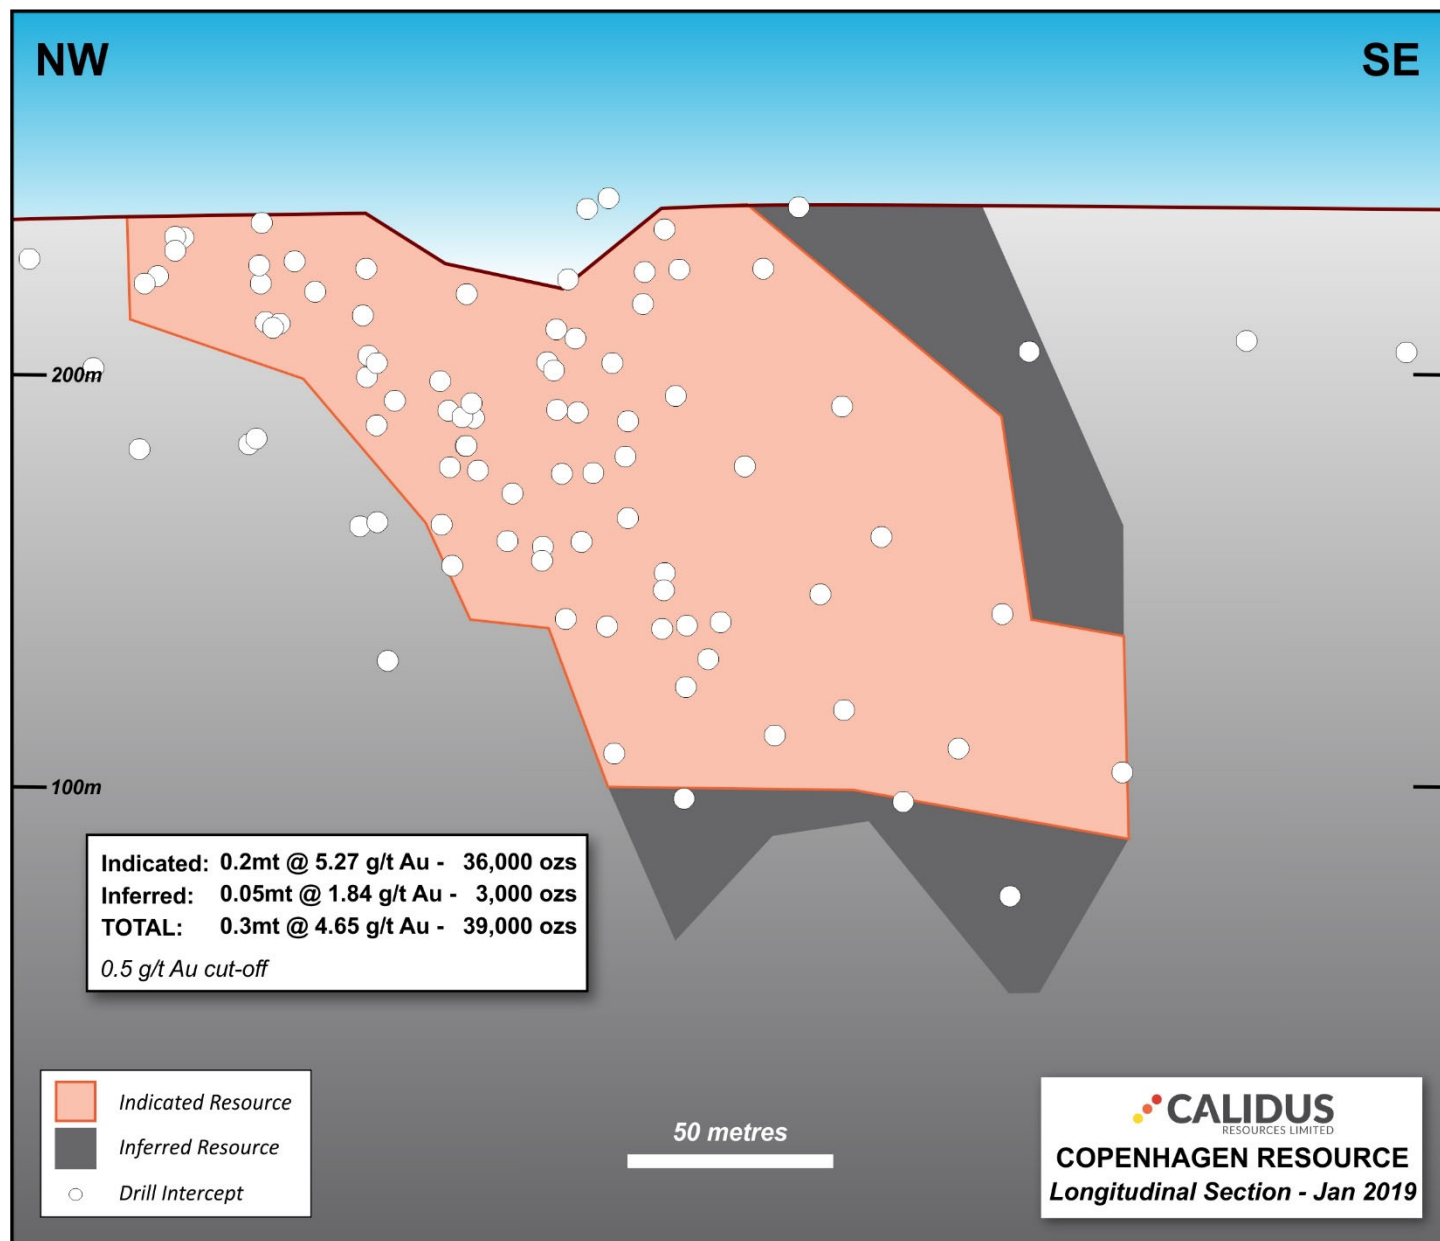 NW
SE
200m
100m
Indicated: 0.2mt @ 5.27 g/t Au - 36,000 ozs
Inferred: 0.05mt @ 1.84 g/t Au - 3,000 ozs
TOTAL: 0.3mt @ 4.65 g/t Au - 39,000 ozs
0.5 g/t Au cut-off
Indicated Resource
Inferred Resource
Drill Intercept
50 metres
CALIDUS
RESOURCES LIMITED
COPENHAGEN RESOURCE
Longitudinal Section - Jan 2019